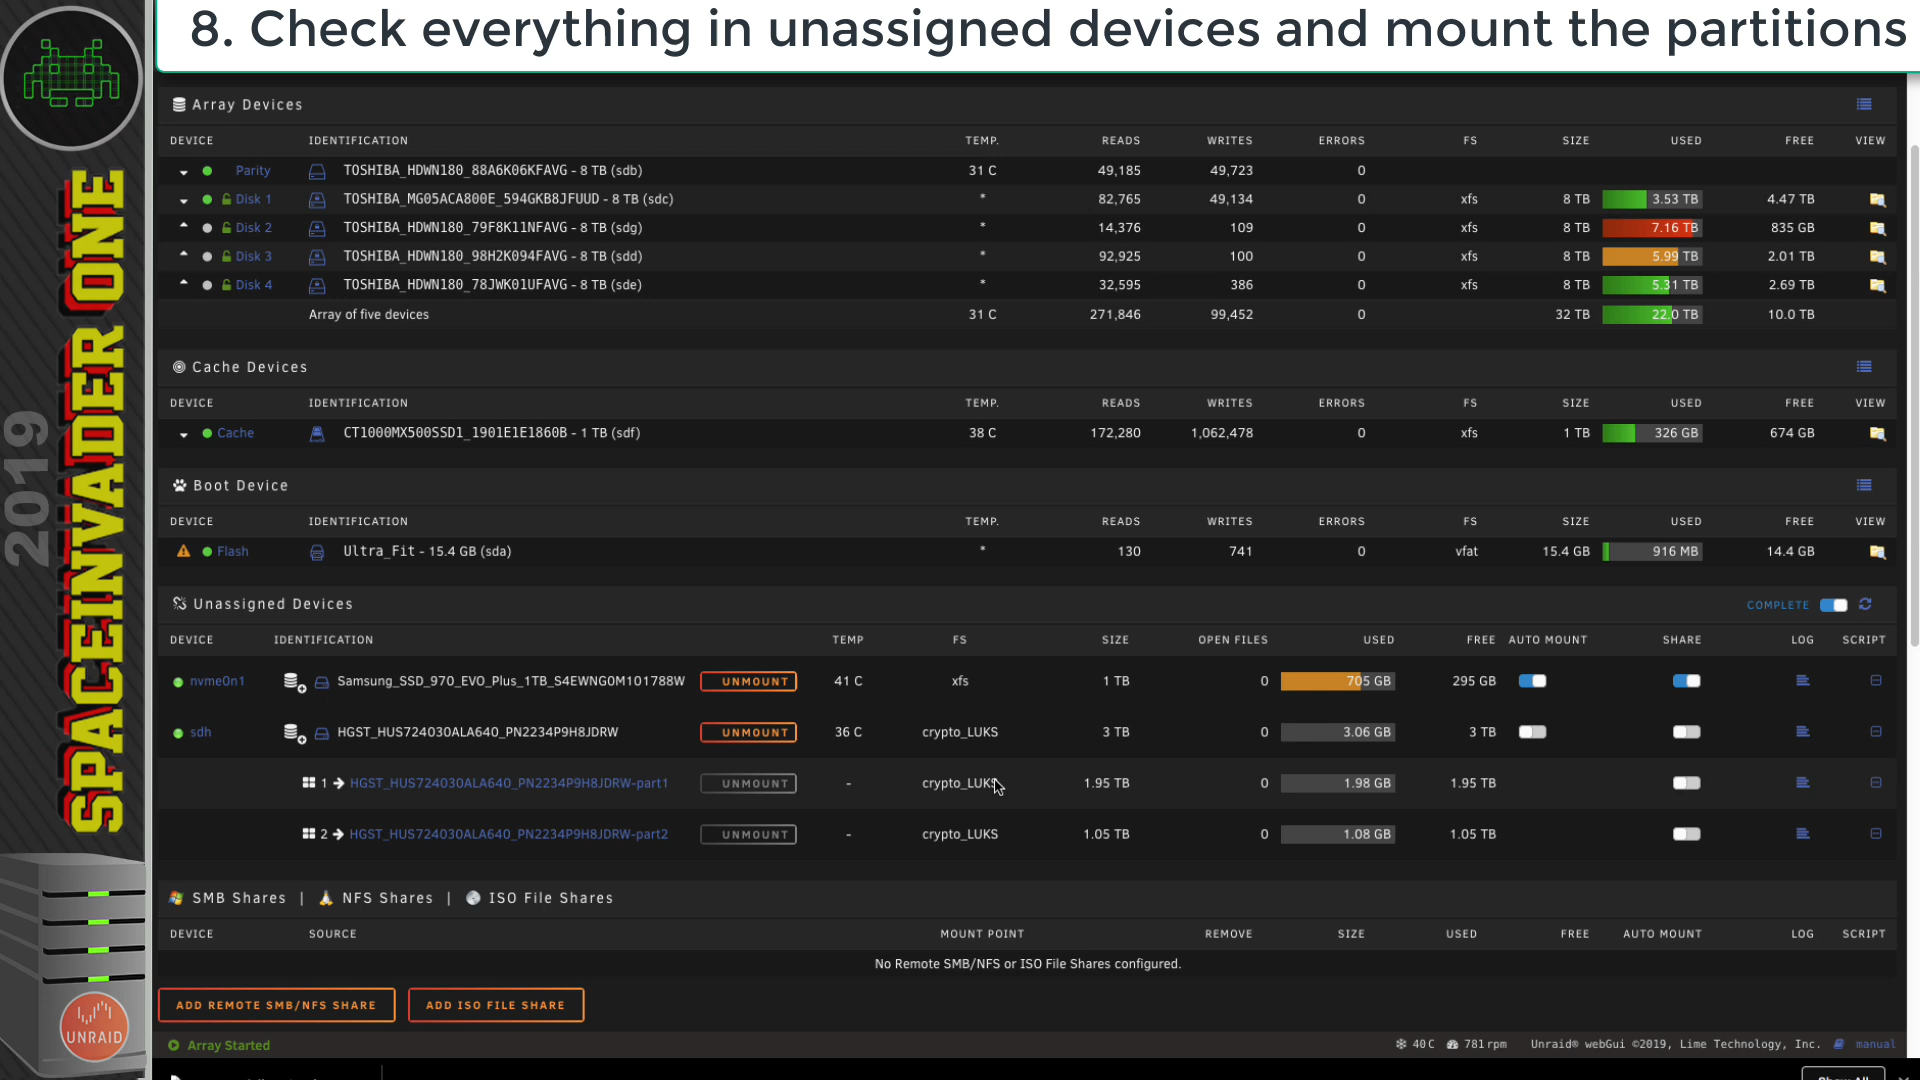 8. Check everything in unassigned devices and mount the partitions
2019
SPACEINVADER ONE
UNRAID
Array Devices
DEVICE IDENTIFICATION TEMP. READS WRITES ERRORS FS SIZE USED FREE VIEW
Parity TOSHIBA_HDWN180_88A6K06KFAVG - 8 TB (sdb) 31 C 49,185 49,723 0
Disk 1 TOSHIBA_MG05ACA800E_594GKB8JFUUD - 8 TB (sdc) * 82,765 49,134 0 xfs 8 TB 3.53 TB 4.47 TB
Disk 2 TOSHIBA_HDWN180_79F8K11NFAVG - 8 TB (sdg) * 14,376 109 0 xfs 8 TB 7.16 TB 835 GB
Disk 3 TOSHIBA_HDWN180_98H2K094FAVG - 8 TB (sdd) * 92,925 100 0 xfs 8 TB 5.99 TB 2.01 TB
Disk 4 TOSHIBA_HDWN180_78JWK01UFAVG - 8 TB (sde) * 32,595 386 0 xfs 8 TB 5.31 TB 2.69 TB
Array of five devices 31 C 271,846 99,452 0 32 TB 22.0 TB 10.0 TB
Cache Devices
DEVICE IDENTIFICATION TEMP. READS WRITES ERRORS FS SIZE USED FREE VIEW
Cache CT1000MX500SSD1_1901E1E1860B - 1 TB (sdf) 38 C 172,280 1,062,478 0 xfs 1 TB 326 GB 674 GB
Boot Device
DEVICE IDENTIFICATION TEMP. READS WRITES ERRORS FS SIZE USED FREE VIEW
Flash Ultra_Fit - 15.4 GB (sda) * 130 741 0 vfat 15.4 GB 916 MB 14.4 GB
Unassigned Devices COMPLETE
DEVICE IDENTIFICATION TEMP FS SIZE OPEN FILES USED FREE AUTO MOUNT SHARE LOG SCRIPT
nvme0n1 Samsung_SSD_970_EVO_Plus_1TB_S4EWNG0M101788W UNMOUNT 41 C xfs 1 TB 0 705 GB 295 GB
sdh HGST_HUS724030ALA640_PN2234P9H8JDRW UNMOUNT 36 C crypto_LUKS 3 TB 0 3.06 GB 3 TB
1 HGST_HUS724030ALA640_PN2234P9H8JDRW-part1 UNMOUNT - crypto_LUKS 1.95 TB 0 1.98 GB 1.95 TB
2 HGST_HUS724030ALA640_PN2234P9H8JDRW-part2 UNMOUNT - crypto_LUKS 1.05 TB 0 1.08 GB 1.05 TB
SMB Shares | NFS Shares | ISO File Shares
DEVICE SOURCE MOUNT POINT REMOVE SIZE USED FREE AUTO MOUNT LOG SCRIPT
No Remote SMB/NFS or ISO File Shares configured.
ADD REMOTE SMB/NFS SHARE ADD ISO FILE SHARE
Array Started 40 C 781 rpm Unraid® webGui ©2019, Lime Technology, Inc. manual